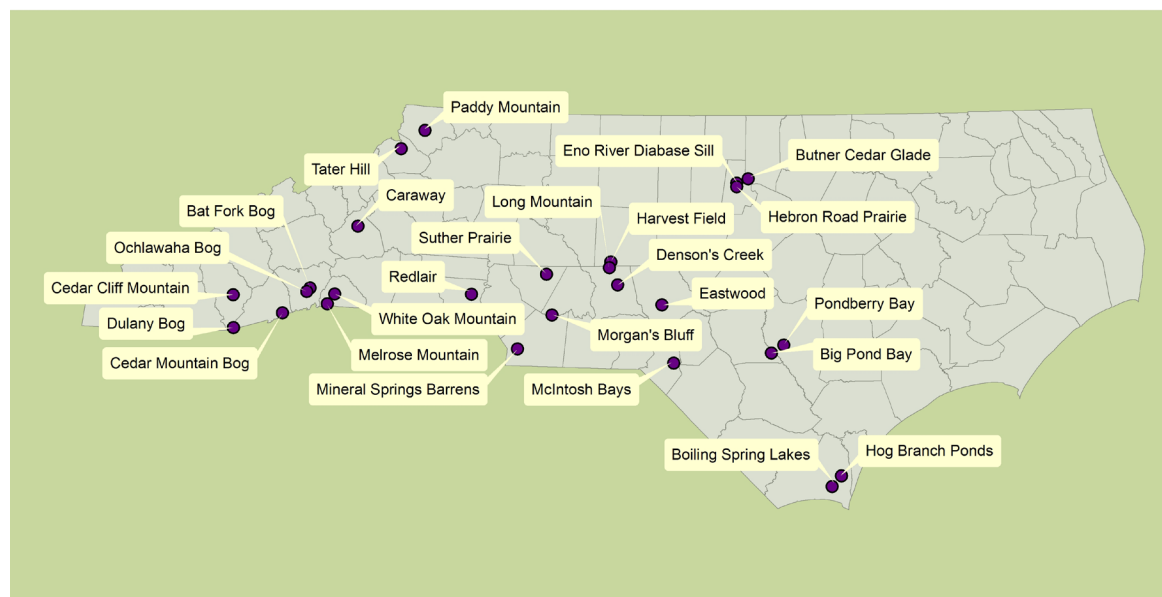 Paddy Mountain
Eno River Diabase Sill
Butner Cedar Glade
Tater Hill
Caraway
Long Mountain
Bat Fork Bog
Harvest Field
Hebron Road Prairie
Suther Prairie
Ochlawaha Bog
Denson's Creek
Redlair
Cedar Cliff Mountain
Eastwood
Pondberry Bay
White Oak Mountain
Dulany Bog
Morgan's Bluff
Big Pond Bay
Melrose Mountain
Cedar Mountain Bog
Mineral Springs Barrens
McIntosh Bays
Hog Branch Ponds
Boiling Spring Lakes